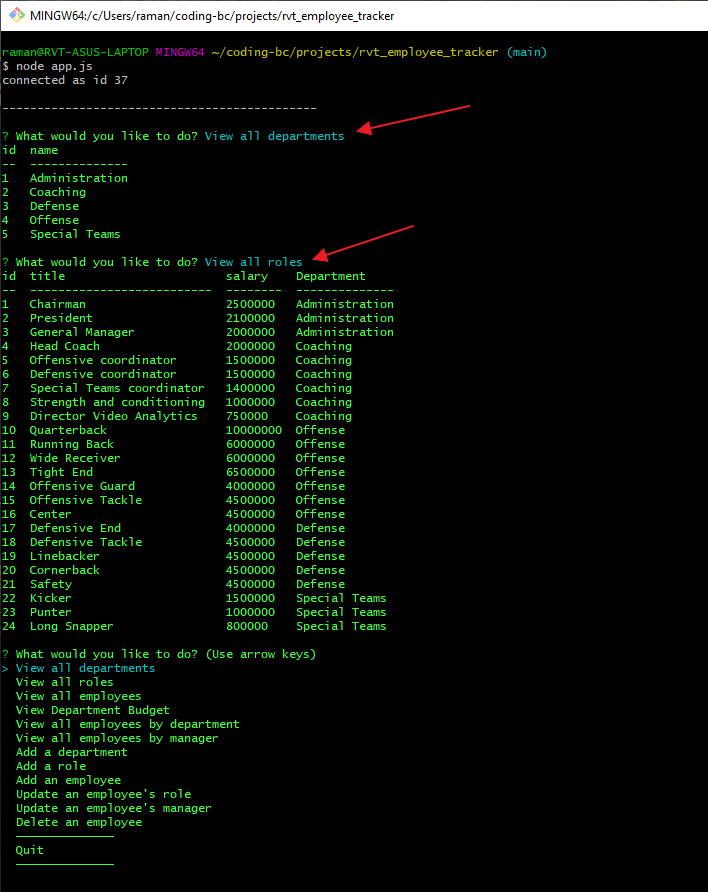 MINGW64:/c/Users/raman/coding-bc/projects/rvt_employee_tracker
raman@RVT-ASUS-LAPTOP MINGW64 ~/coding-bc/projects/rvt_employee_tracker (main)
$ node app.js
connected as id 37
---------------------------------------------
? What would you like to do? View all departments
id  name
--  --------------
1   Administration
2   Coaching
3   Defense
4   Offense
5   Special Teams
? What would you like to do? View all roles
id  title                       salary    Department
--  --------------------------  --------  --------------
1   Chairman                    2500000   Administration
2   President                   2100000   Administration
3   General Manager             2000000   Administration
4   Head Coach                  2000000   Coaching
5   Offensive coordinator       1500000   Coaching
6   Defensive coordinator       1500000   Coaching
7   Special Teams coordinator   1400000   Coaching
8   Strength and conditioning   1000000   Coaching
9   Director Video Analytics    750000    Coaching
10  Quarterback                 10000000  Offense
11  Running Back                6000000   Offense
12  Wide Receiver               6000000   Offense
13  Tight End                   6500000   Offense
14  Offensive Guard             4000000   Offense
15  Offensive Tackle            4500000   Offense
16  Center                      4500000   Offense
17  Defensive End               4000000   Defense
18  Defensive Tackle            4500000   Defense
19  Linebacker                  4500000   Defense
20  Cornerback                  4500000   Defense
21  Safety                      4500000   Defense
22  Kicker                      1500000   Special Teams
23  Punter                      1000000   Special Teams
24  Long Snapper                800000    Special Teams
? What would you like to do? (Use arrow keys)
> View all departments
  View all roles
  View all employees
  View Department Budget
  View all employees by department
  View all employees by manager
  Add a department
  Add a role
  Add an employee
  Update an employee's role
  Update an employee's manager
  Delete an employee
  ──────────────
  Quit
  ──────────────